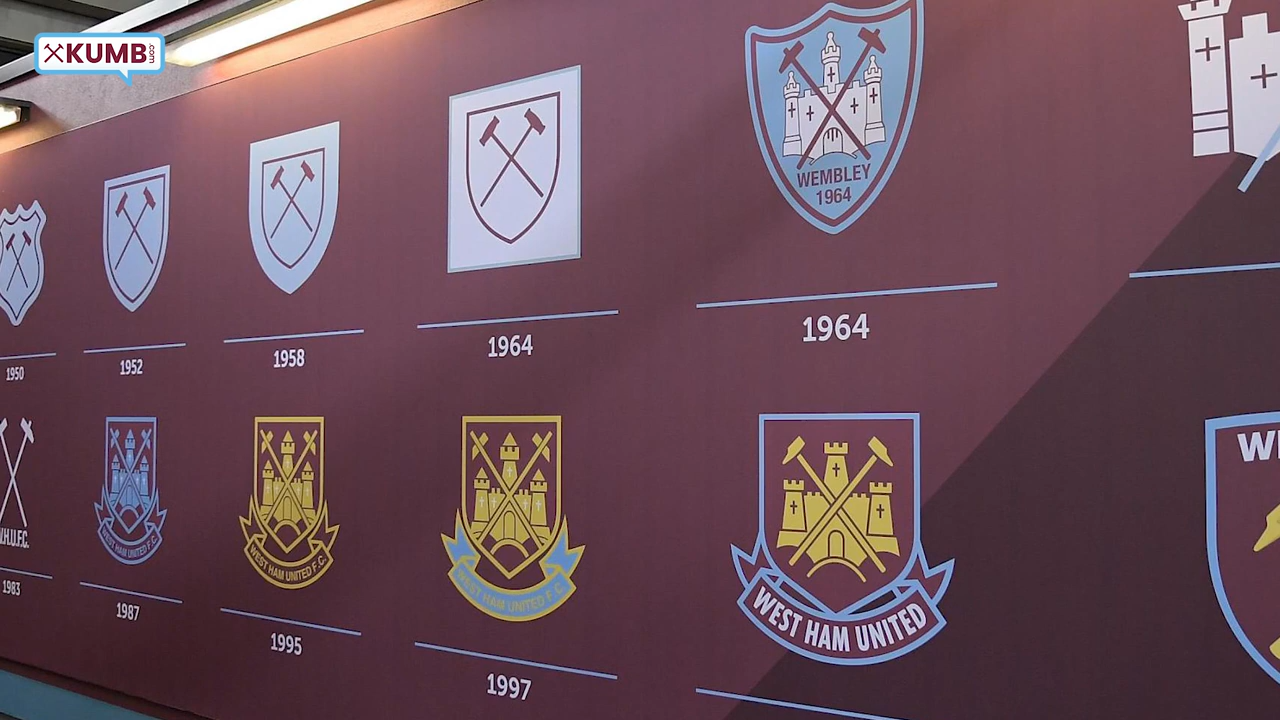 KUMB.com
WEMBLEY
1964
1950
1952
1958
1964
1964
W.H.U.F.C.
WEST HAM UNITED F.C.
WEST HAM UNITED F.C.
WEST HAM UNITED F.C.
WEST HAM UNITED
1983
1987
1995
1997